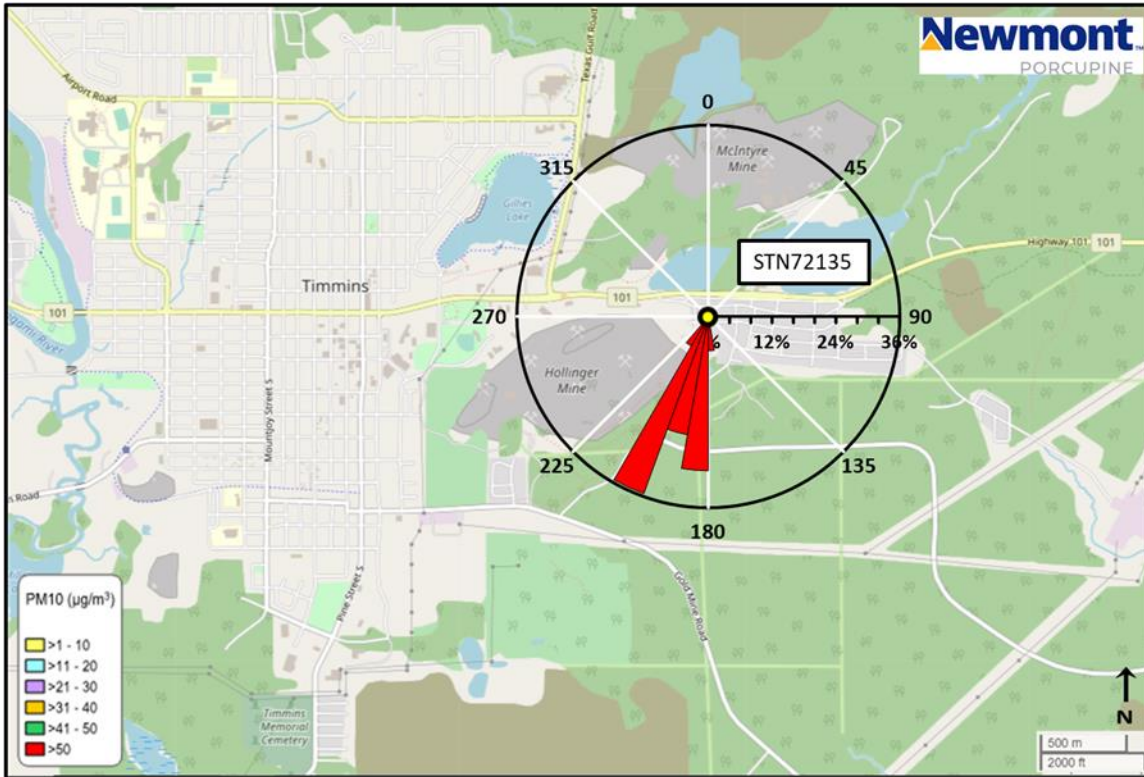 Newmont™
PORCUPINE
Airport Road
Texas Gulf Road
0
McIntyre
Mine
315
45
Gillies
Lake
STN72135
Highway 101
101
Timmins
101
101
270
90
%
12%
24%
36%
Hollinger
Mine
Mountjoy Street S
225
135
180
Pine Street S
Gold Mine Road
PM10 (µg/m³)
>1 - 10
>11 - 20
>21 - 30
>31 - 40
>41 - 50
>50
Timmins
Memorial
Cemetery
N
500 m
2000 ft